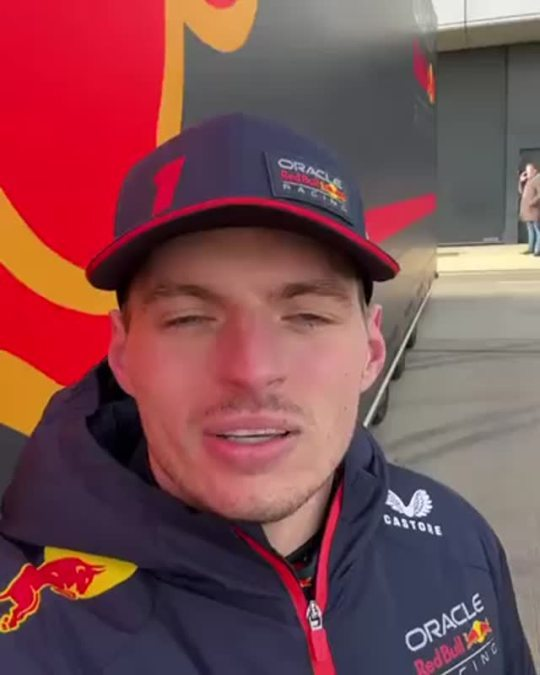 1
ORACLE
Red Bull
RACING
CASTORE
ORACLE
Red Bull
RACING